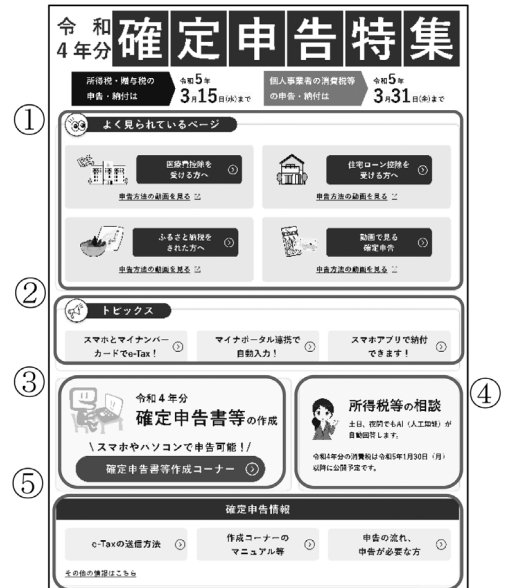 令和
4年分
確定申告特集
所得税・贈与税の
申告・納付は
令和5年
3月15日(水)まで
個人事業者の消費税等
の申告・納付は
令和5年
3月31日(金)まで
①
よく見られているページ
医療費控除を
受ける方へ
申告方法の動画を見る
住宅ローン控除を
受ける方へ
申告方法の動画を見る
ふるさと納税を
された方へ
申告方法の動画を見る
動画で見る
確定申告
申告方法の動画を見る
②
トピックス
スマホとマイナンバー
カードでe-Tax！
マイナポータル連携で
自動入力！
スマホアプリで納付
できます！
③
令和4年分
確定申告書等の作成
\スマホやパソコンで申告可能！/
確定申告書等作成コーナー
④
所得税等の相談
土日、夜間でもAI（人工知能）が
自動回答します。
令和4年分の消費税は令和5年1月30日（月）
以降に公開予定です。
⑤
確定申告情報
e-Taxの送信方法
作成コーナーの
マニュアル等
申告の流れ、
申告が必要な方
その他の情報はこちら